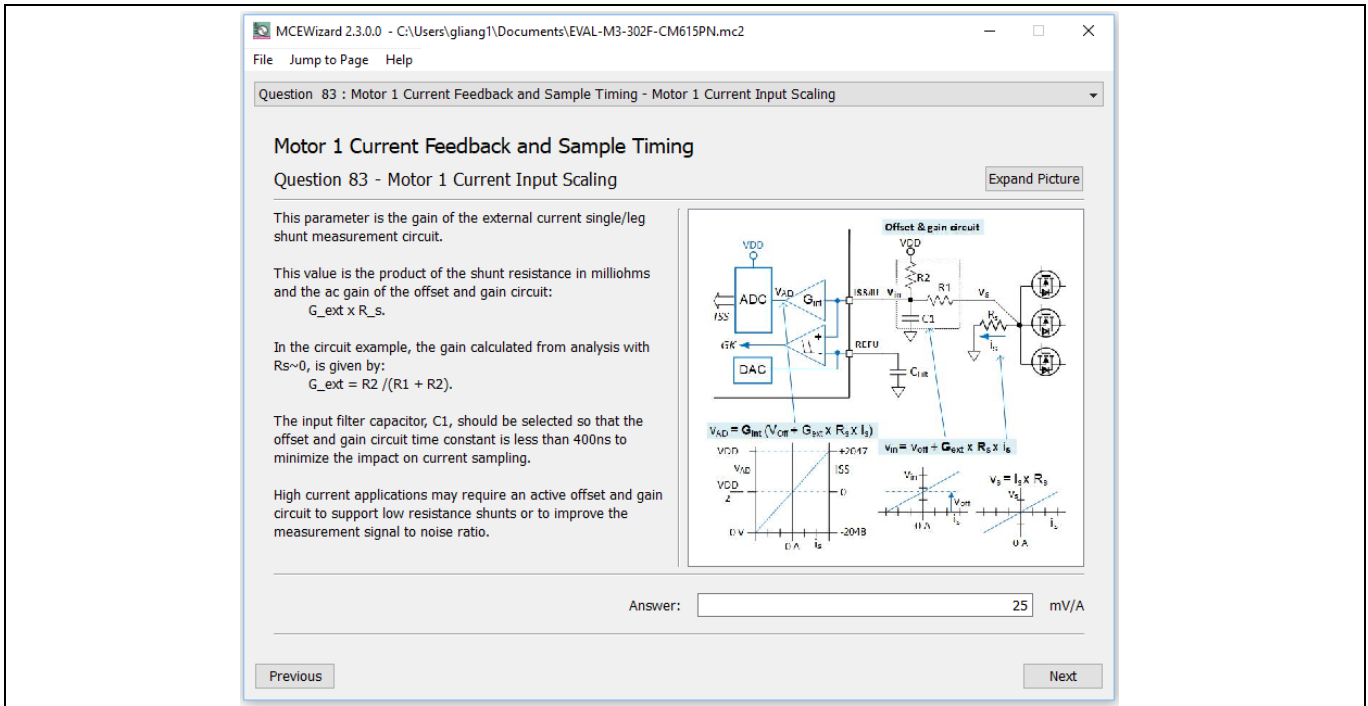 MCEWizard 2.3.0.0 - C:\Users\gliang1\Documents\EVAL-M3-302F-CM615PN.mc2
File Jump to Page Help
Question 83 : Motor 1 Current Feedback and Sample Timing - Motor 1 Current Input Scaling
Motor 1 Current Feedback and Sample Timing
Question 83 - Motor 1 Current Input Scaling
Expand Picture
This parameter is the gain of the external current single/leg
shunt measurement circuit.
This value is the product of the shunt resistance in milliohms
and the ac gain of the offset and gain circuit:
G_ext x R_s.
In the circuit example, the gain calculated from analysis with
Rs~0, is given by:
G_ext = R2 /(R1 + R2).
The input filter capacitor, C1, should be selected so that the
offset and gain circuit time constant is less than 400ns to
minimize the impact on current sampling.
High current applications may require an active offset and gain
circuit to support low resistance shunts or to improve the
measurement signal to noise ratio.
Offset & gain circuit
VDD
VDD
R2
R1
ADC
VAD
Gint
Vin
Vs
ISS
C1
Rs
is
GK
REFU
DAC
VAD = Gint (VOff + Gext x Rs x Is)
vin = Voff + Gext x Rs x is
VDD
+2047
VAD
ISS
VDD
2
0
0 V
-2048
0 A
is
Vin
Voff
0 A
is
vs = Is x Rs
Vs
is
0 A
Answer:
25 mV/A
Previous
Next